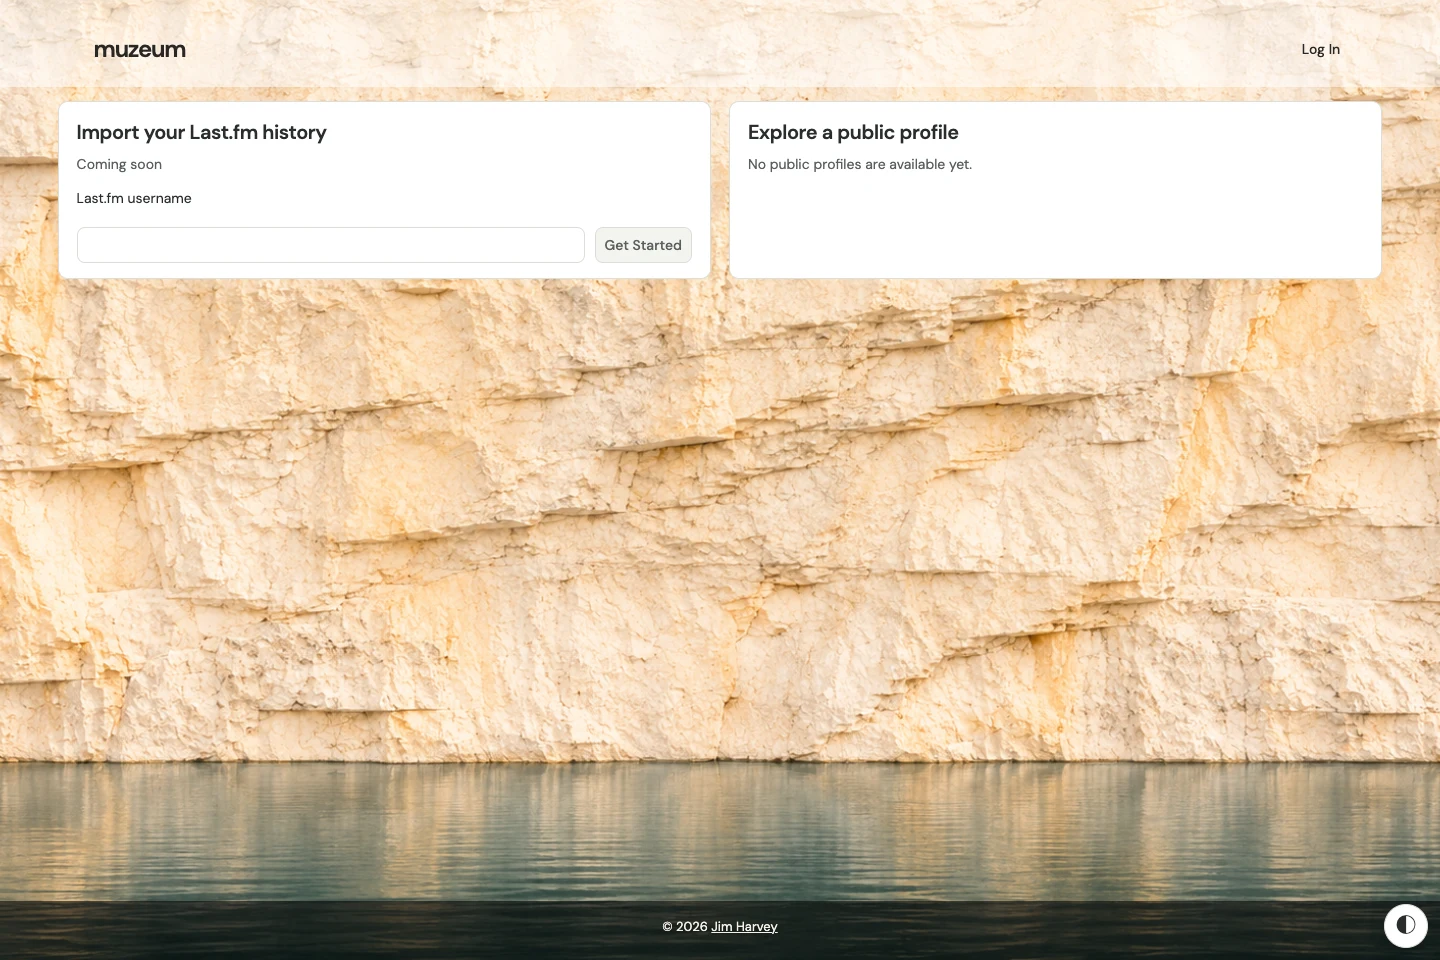 muzeum
Log In
Import your Last.fm history
Coming soon
Last.fm username
Get Started
Explore a public profile
No public profiles are available yet.
© 2026 Jim Harvey